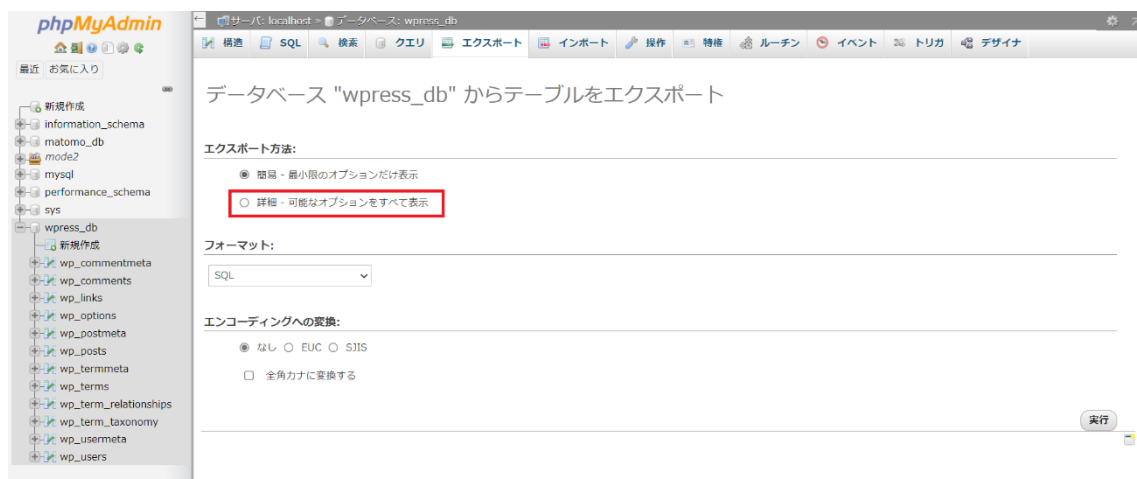 phpMyAdmin
最近 お気に入り
新規作成
information_schema
matomo_db
mode2
mysql
performance_schema
sys
wpress_db
新規作成
wp_commentmeta
wp_comments
wp_links
wp_options
wp_postmeta
wp_posts
wp_termmeta
wp_terms
wp_term_relationships
wp_term_taxonomy
wp_usermeta
wp_users
サーバ: localhost » データベース: wpress_db
構造 SQL 検索 クエリ エクスポート インポート 操作 特権 ルーチン イベント トリガ デザイナ
データベース "wpress_db" からテーブルをエクスポート
エクスポート方法:
簡易 - 最小限のオプションだけ表示
詳細 - 可能なオプションをすべて表示
フォーマット:
SQL
エンコーディングへの変換:
なし EUC SJIS
全角カナに変換する
実行